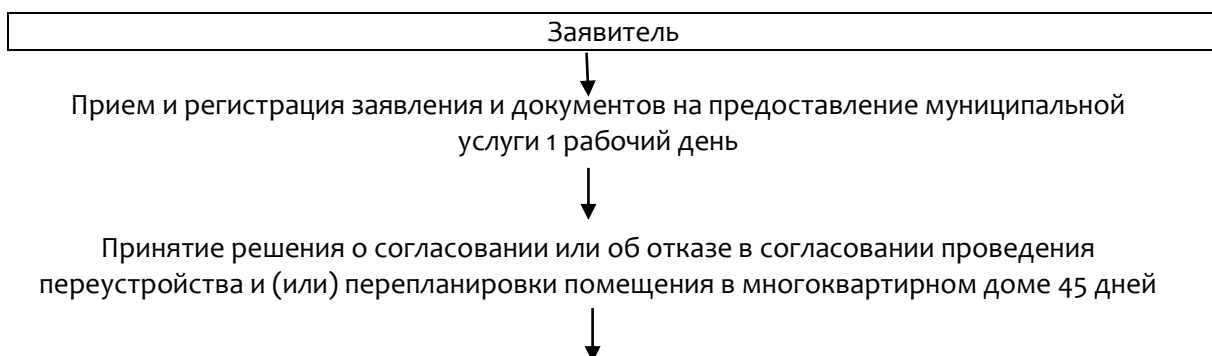 Заявитель
Прием и регистрация заявления и документов на предоставление муниципальной
услуги 1 рабочий день
Принятие решения о согласовании или об отказе в согласовании проведения
переустройства и (или) перепланировки помещения в многоквартирном доме 45 дней